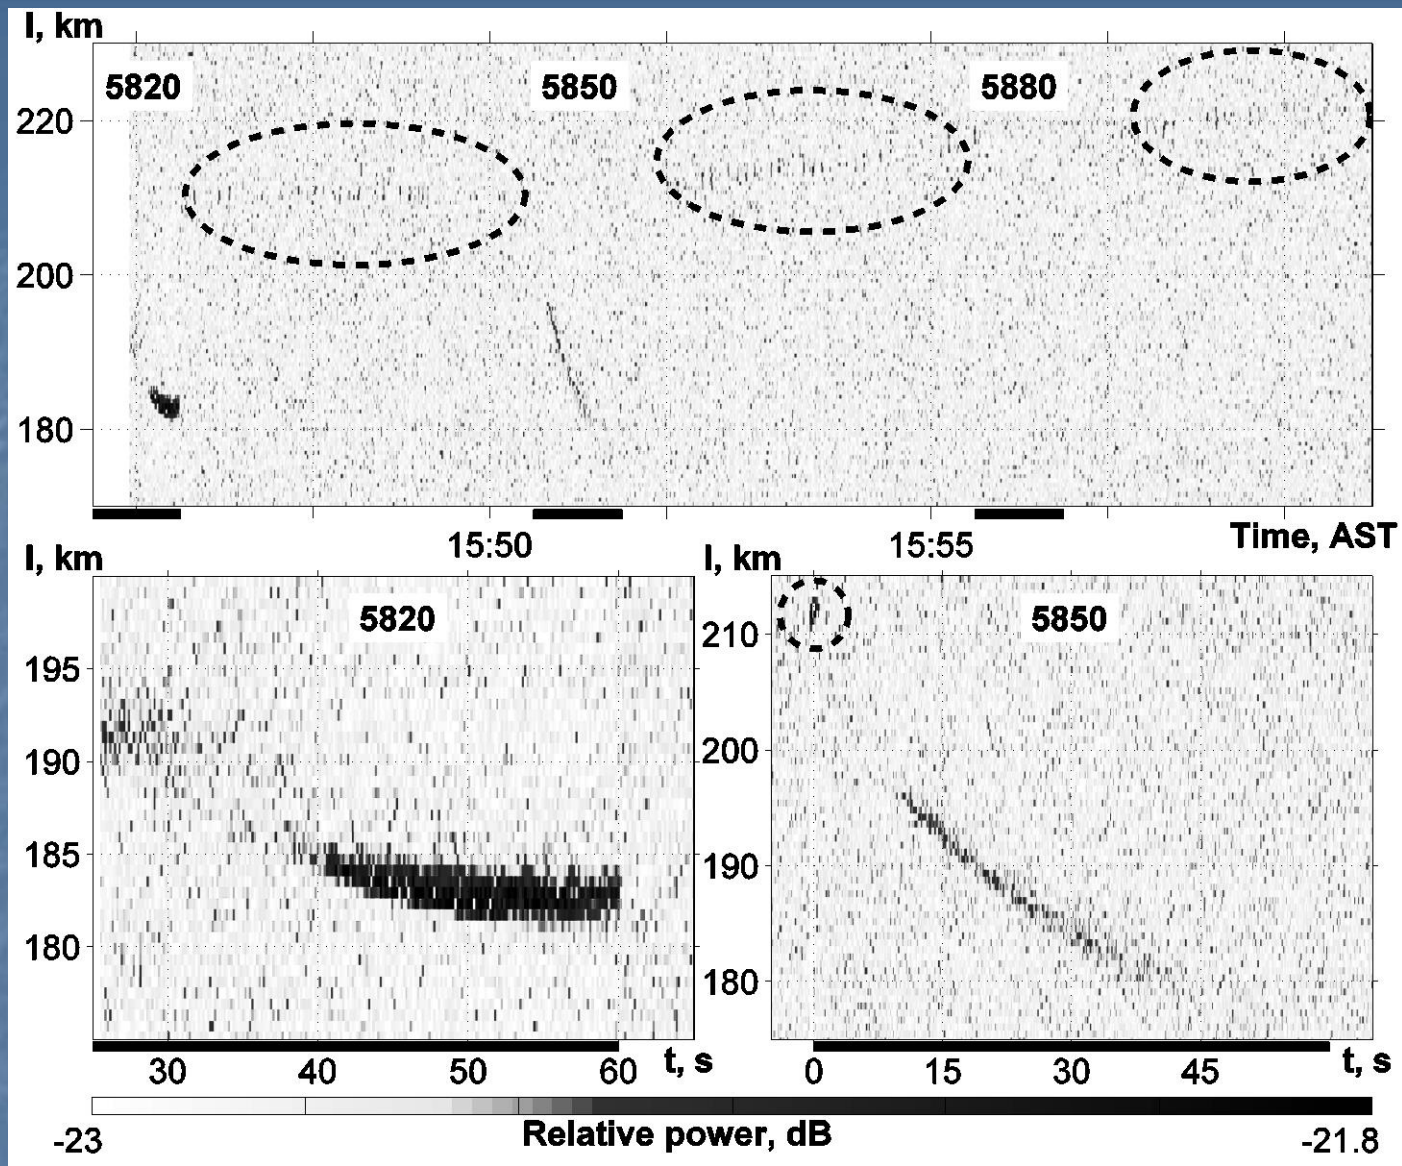 I, km
5820 5850 5880
220
200
180
15:50 15:55 Time, AST
I, km I, km
5820 5850
195
190
185
180
210
200
190
180
30 40 50 60 t, s
0 15 30 45 t, s
-23 Relative power, dB -21.8